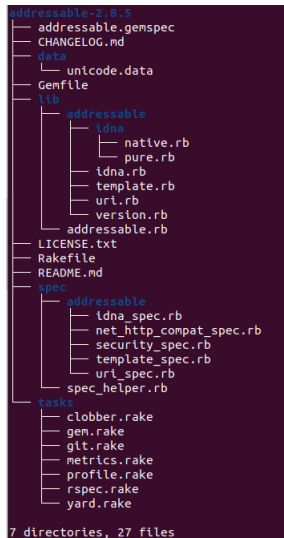 addressable-2.8.5
├── addressable.gemspec
├── CHANGELOG.md
├── data
│   └── unicode.data
├── Gemfile
├── lib
│   ├── addressable
│   │   ├── idna
│   │   │   ├── native.rb
│   │   │   └── pure.rb
│   │   ├── idna.rb
│   │   ├── template.rb
│   │   ├── uri.rb
│   │   └── version.rb
│   └── addressable.rb
├── LICENSE.txt
├── Rakefile
├── README.md
├── spec
│   ├── addressable
│   │   ├── idna_spec.rb
│   │   ├── net_http_compat_spec.rb
│   │   ├── security_spec.rb
│   │   ├── template_spec.rb
│   │   └── uri_spec.rb
│   └── spec_helper.rb
└── tasks
    ├── clobber.rake
    ├── gem.rake
    ├── git.rake
    ├── metrics.rake
    ├── profile.rake
    ├── rspec.rake
    └── yard.rake
7 directories, 27 files